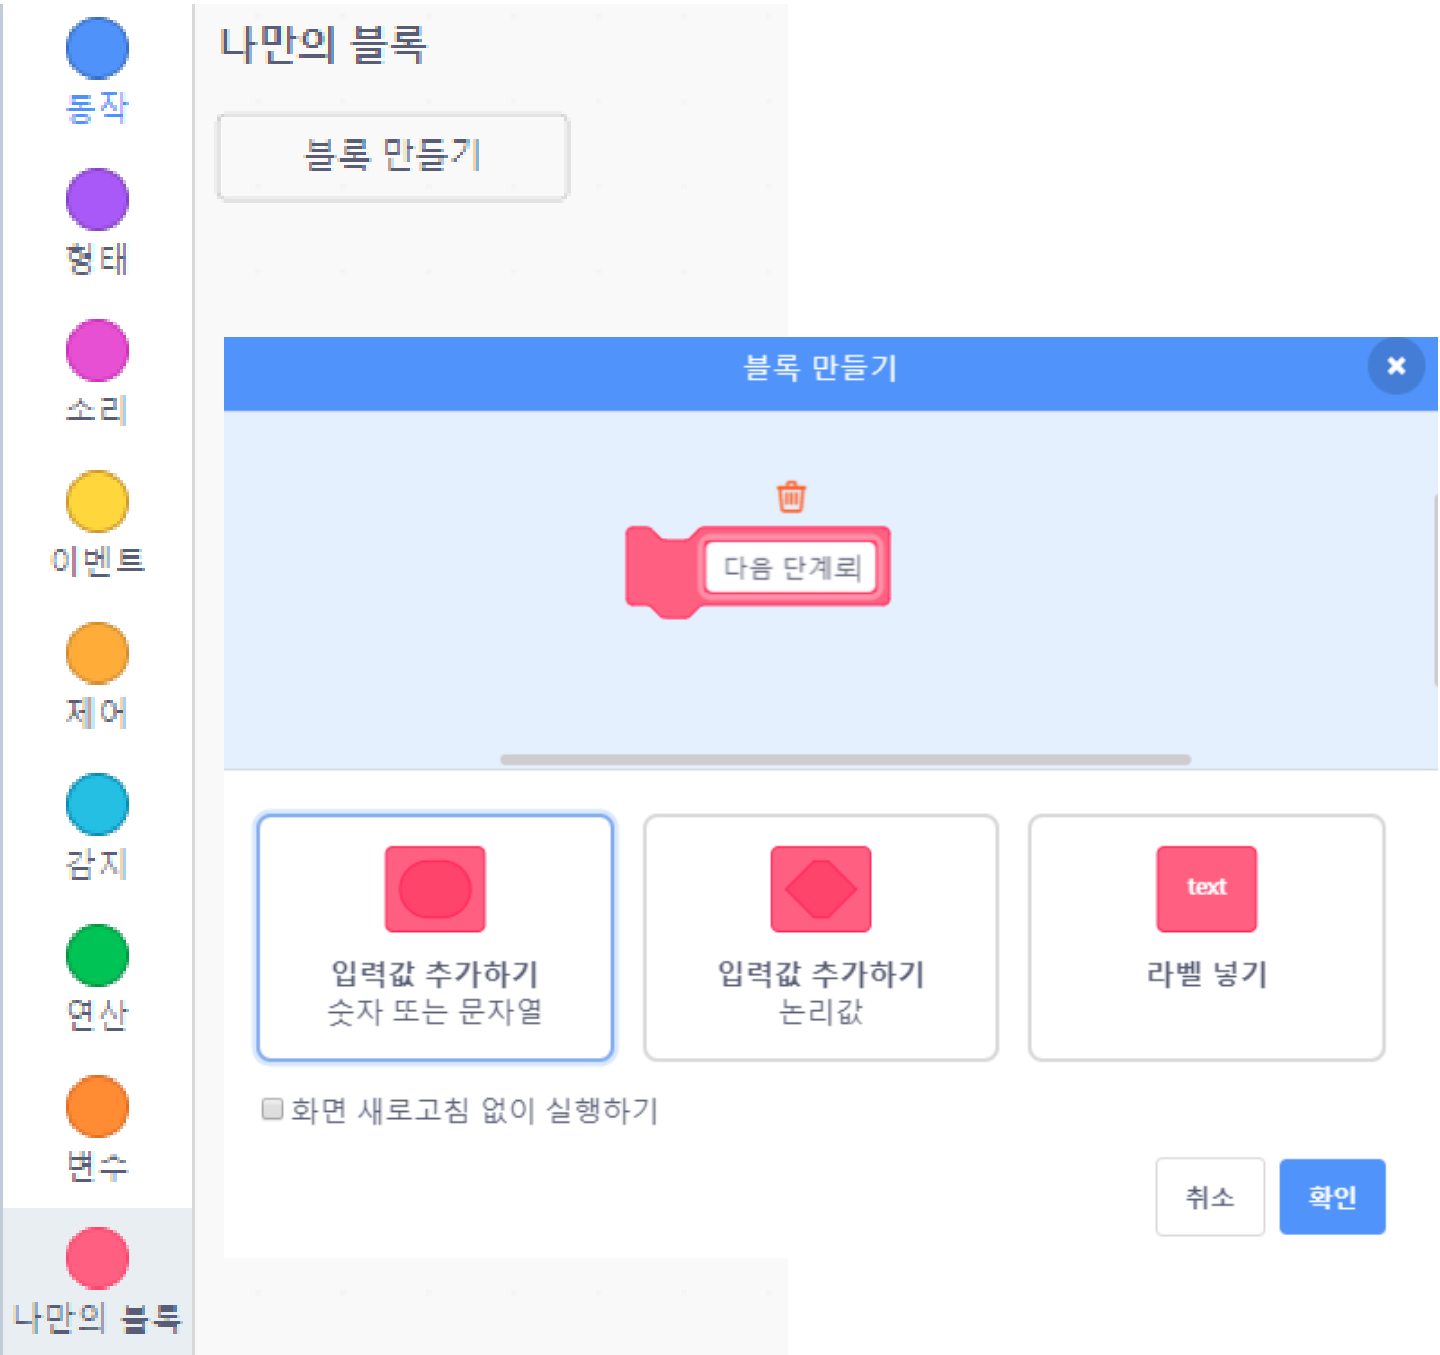 동작
형태
소리
이벤트
제어
감지
연산
변수
나만의 블록
나만의 블록
블록 만들기
블록 만들기
다음 단계로
입력값 추가하기
숫자 또는 문자열
입력값 추가하기
논리값
text
라벨 넣기
화면 새로고침 없이 실행하기
취소
확인